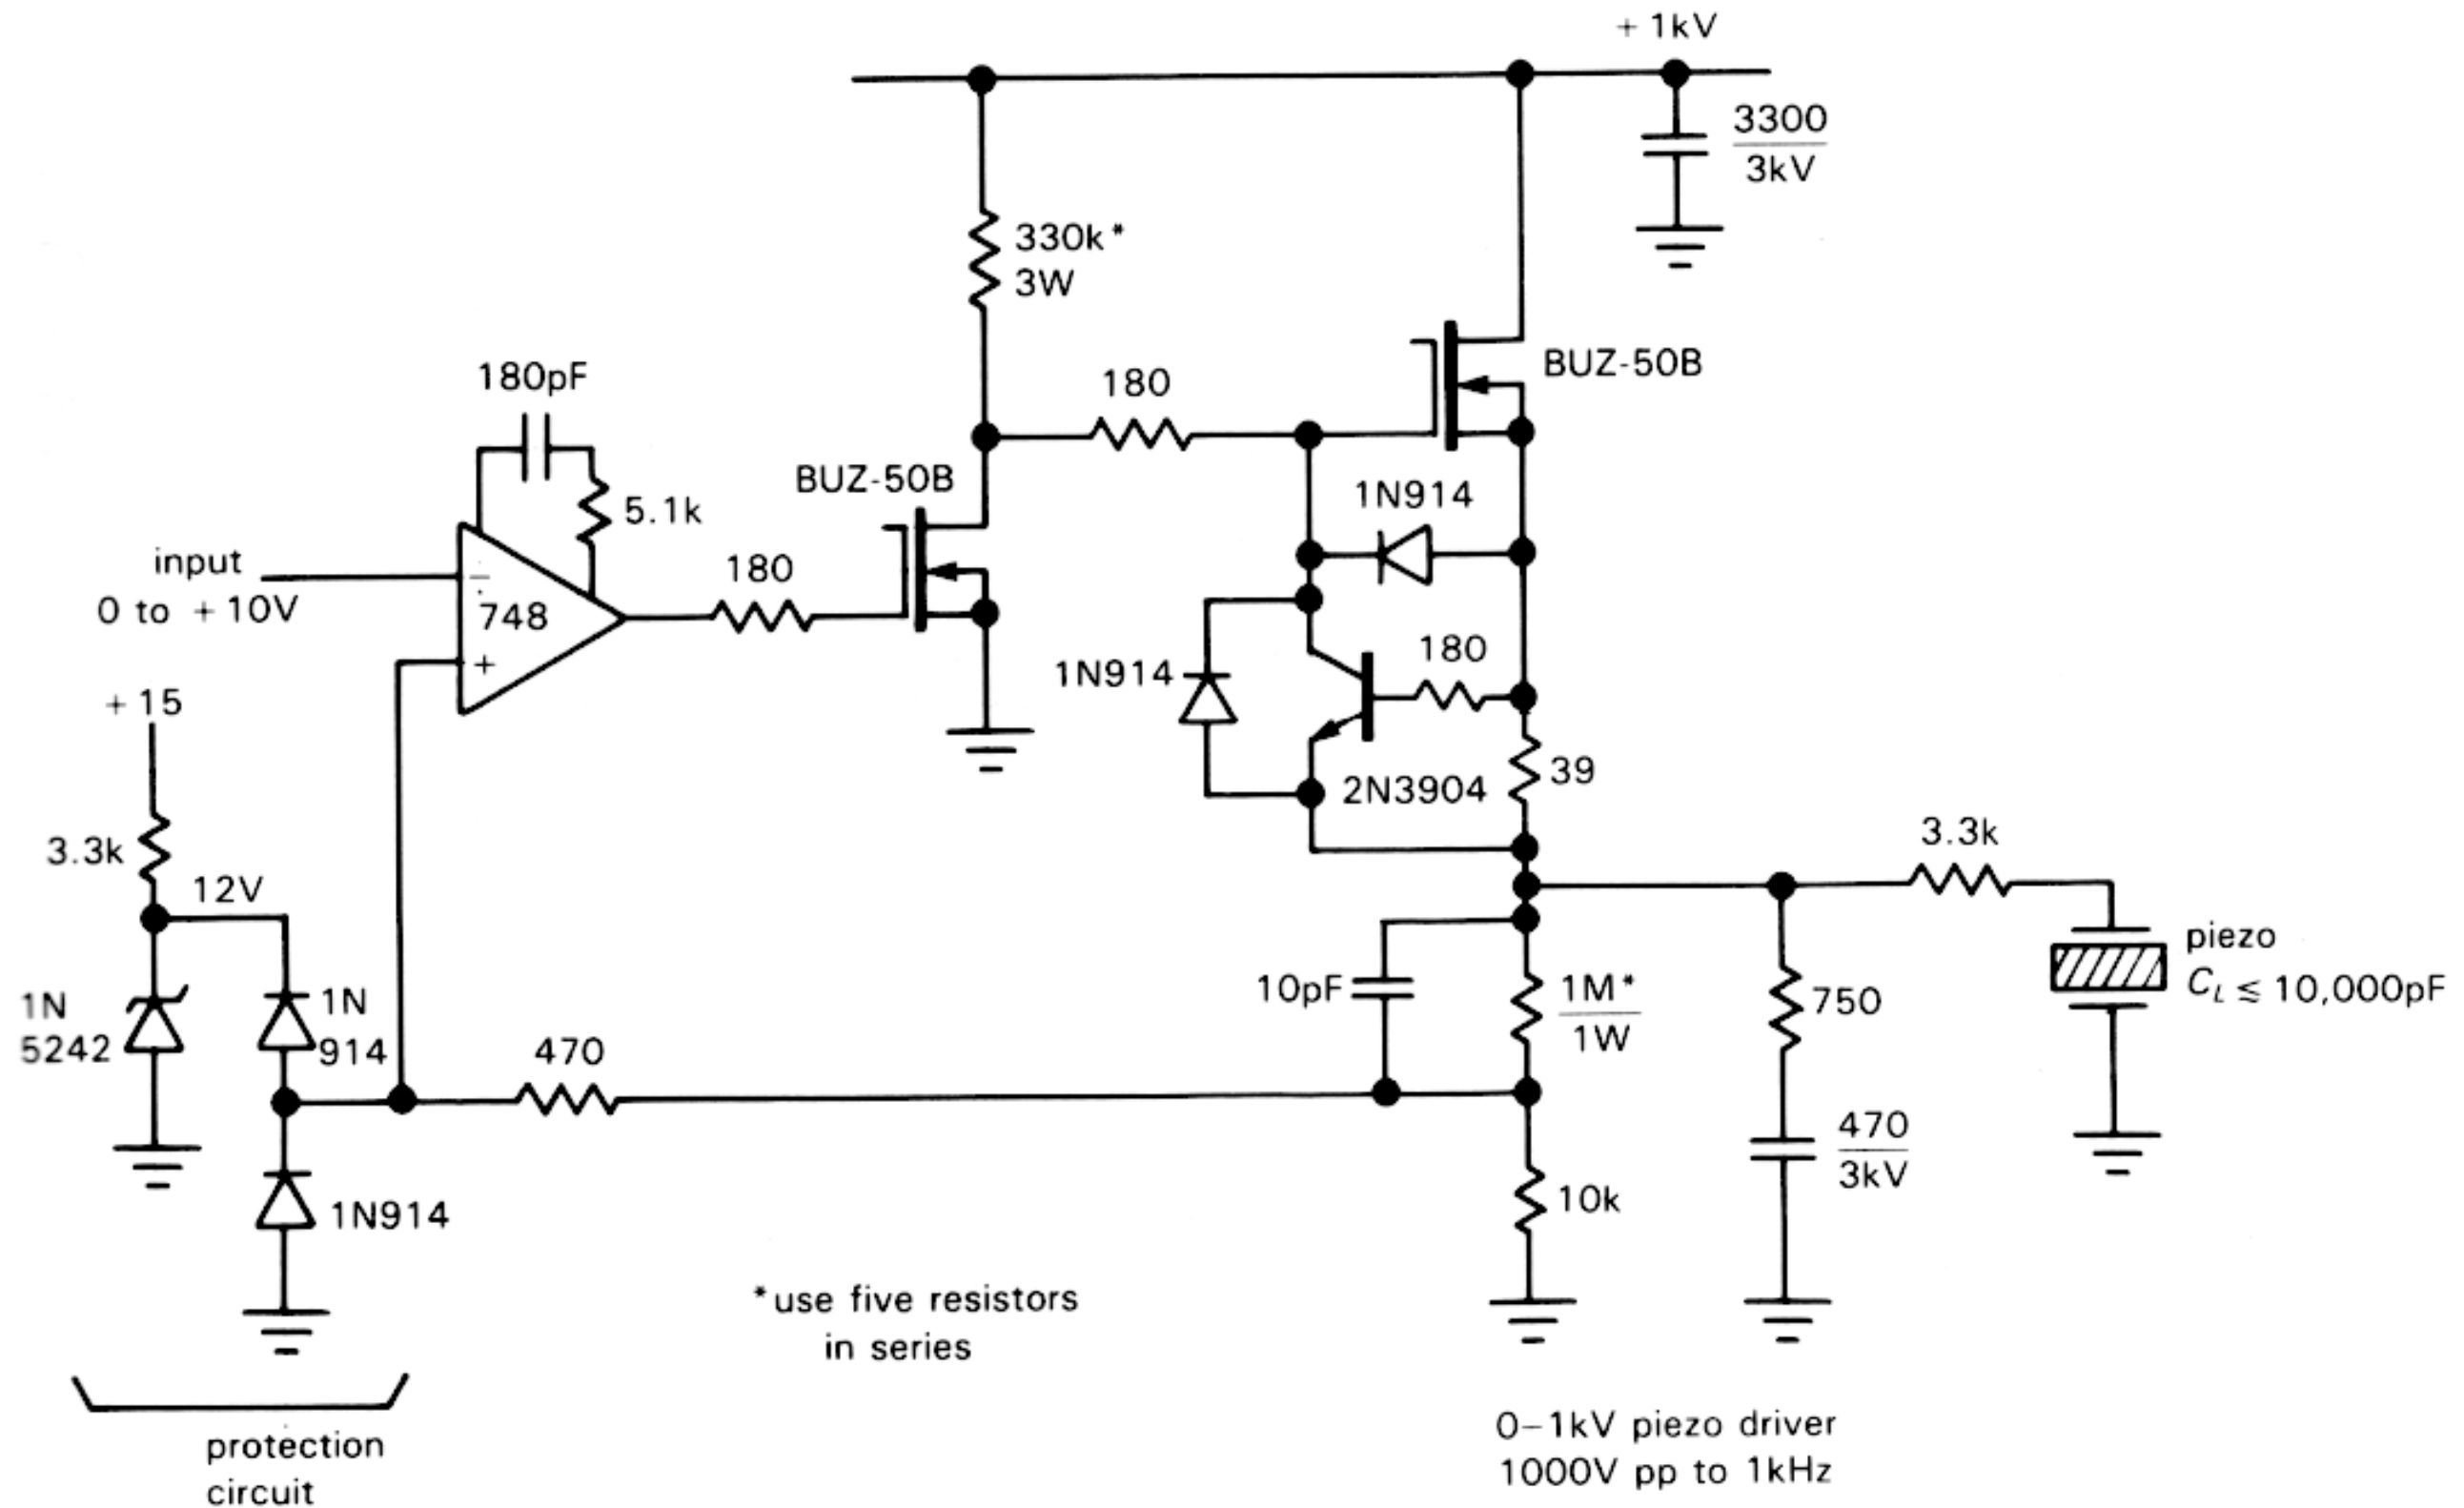 + 1kV
3300
3kV
330k*
3W
180pF
5.1k
BUZ-50B
180
BUZ-50B
1N914
input
0 to + 10V
−
748
+
180
1N914
180
2N3904
39
+ 15
3.3k
12V
1N
5242
1N
914
470
10pF
1M*
1W
3.3k
piezo
C_L ≤ 10,000pF
750
470
3kV
1N914
10k
*use five resistors
in series
protection
circuit
0–1kV piezo driver
1000V pp to 1kHz